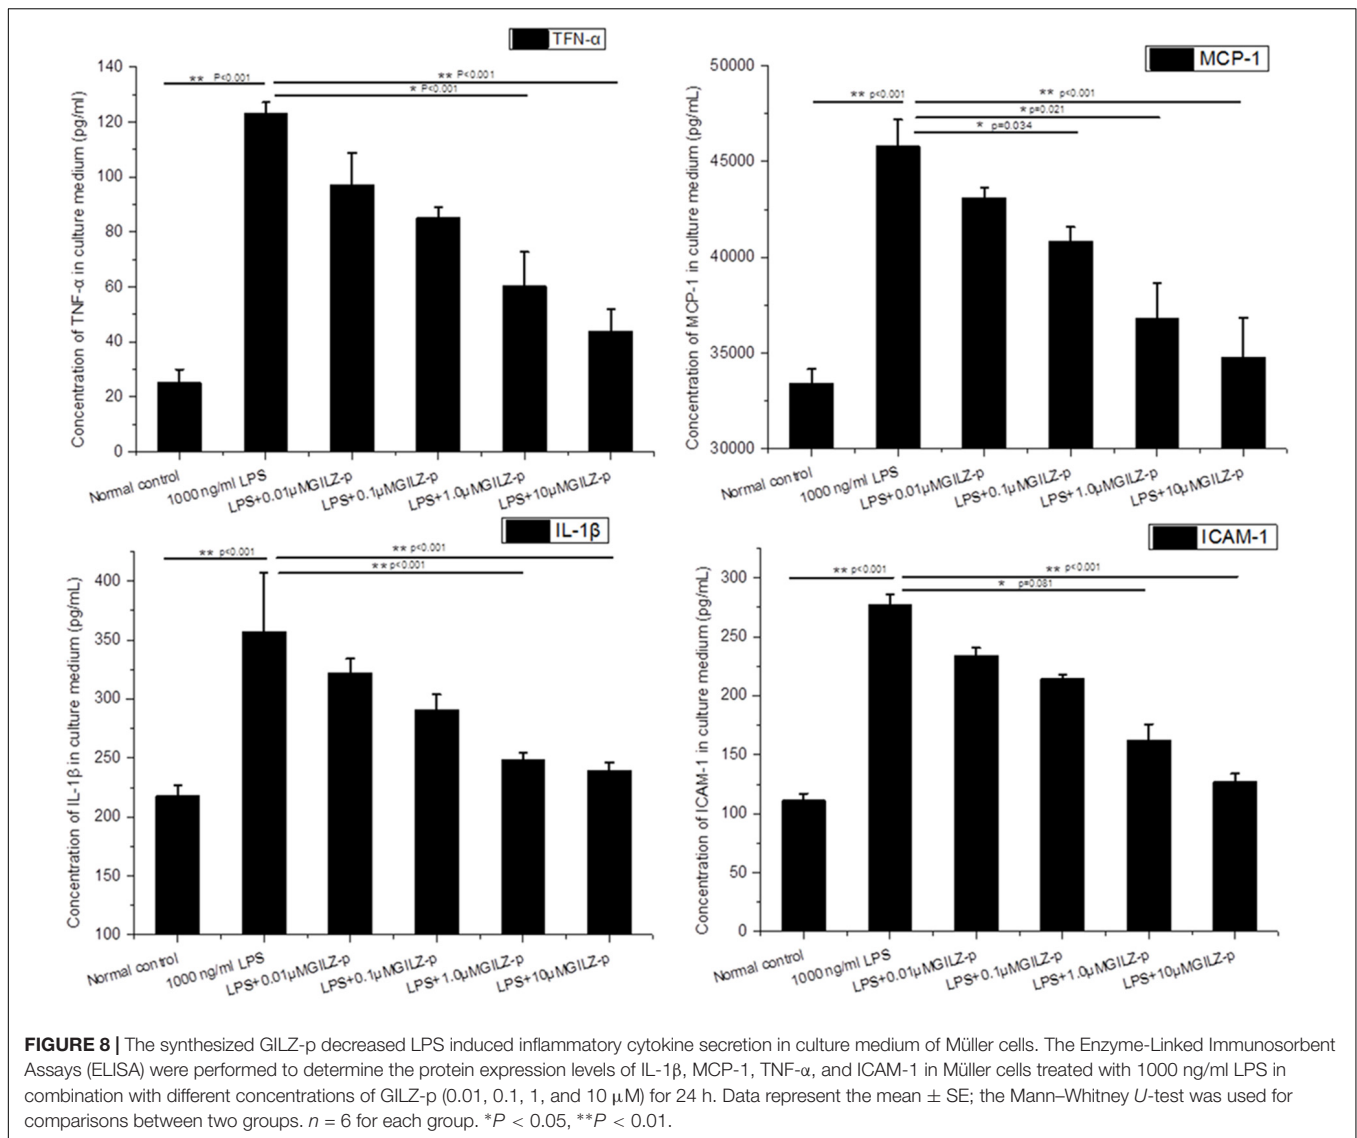 TFN-α
Concentration of TNF-α in culture medium (pg/ml)
140
120
100
80
60
40
20
0
** P<0.001
** P<0.001
* P<0.001
Normal control
1000 ng/ml LPS
LPS+0.01μMGILZ-p
LPS+0.1μMGILZ-p
LPS+1.0μMGILZ-p
LPS+10μMGILZ-p
MCP-1
Concentration of MCP-1 in culture medium (pg/mL)
50000
45000
40000
35000
30000
** p<0.001
** p<0.001
* p=0.021
* p=0.034
Normal control
1000 ng/ml LPS
LPS+0.01μMGILZ-p
LPS+0.1μMGILZ-p
LPS+1.0μMGILZ-p
LPS+10μMGILZ-p
IL-1β
Concentration of IL-1β in culture medium (pg/mL)
400
350
300
250
200
150
100
** p<0.001
** p<0.001
** p<0.001
Normal control
1000 ng/ml LPS
LPS+0.01μMGILZ-p
LPS+0.1μMGILZ-p
LPS+1.0μMGILZ-p
LPS+10μMGILZ-p
ICAM-1
Concentration of ICAM-1 in culture medium (pg/mL)
300
250
200
150
100
50
0
** p<0.001
** p<0.001
* p=0.081
Normal control
1000 ng/ml LPS
LPS+0.01μMGILZ-p
LPS+0.1μMGILZ-p
LPS+1.0μMGILZ-p
LPS+10μMGILZ-p
FIGURE 8 | The synthesized GILZ-p decreased LPS induced inflammatory cytokine secretion in culture medium of Müller cells. The Enzyme-Linked Immunosorbent
Assays (ELISA) were performed to determine the protein expression levels of IL-1β, MCP-1, TNF-α, and ICAM-1 in Müller cells treated with 1000 ng/ml LPS in
combination with different concentrations of GILZ-p (0.01, 0.1, 1, and 10 μM) for 24 h. Data represent the mean ± SE; the Mann–Whitney U-test was used for
comparisons between two groups. n = 6 for each group. *P < 0.05, **P < 0.01.